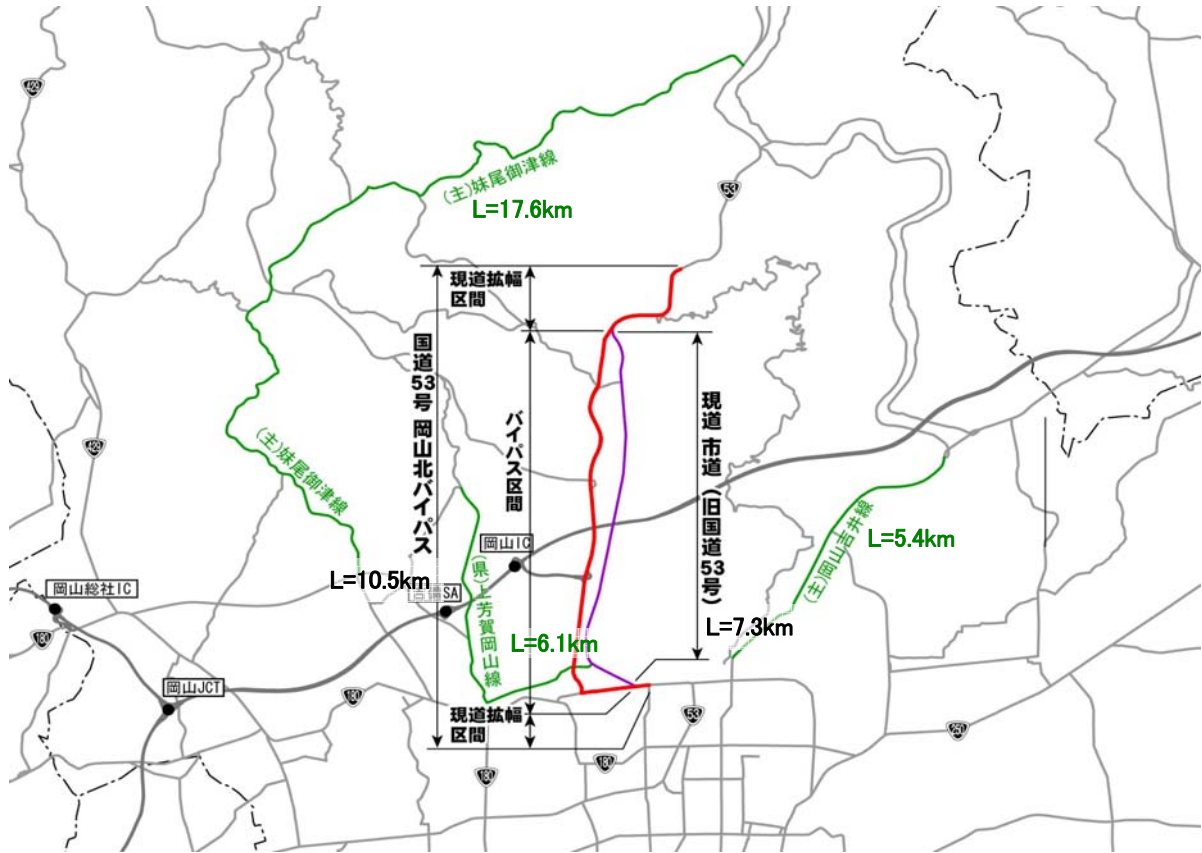 429
53
(主)妹尾御津線
L=17.6km
現道拡幅
区間
国道53号 岡山北バイパス
バイパス区間
現道 市道 (旧国道53号)
429
(主)妹尾御津線
L=10.5km
岡山IC
SA
(県)上芳賀岡山線
L=6.1km
(主)岡山吉井線
L=5.4km
L=7.3km
岡山総社IC
180
岡山JCT
180
現道拡幅
区間
53
250
180
180